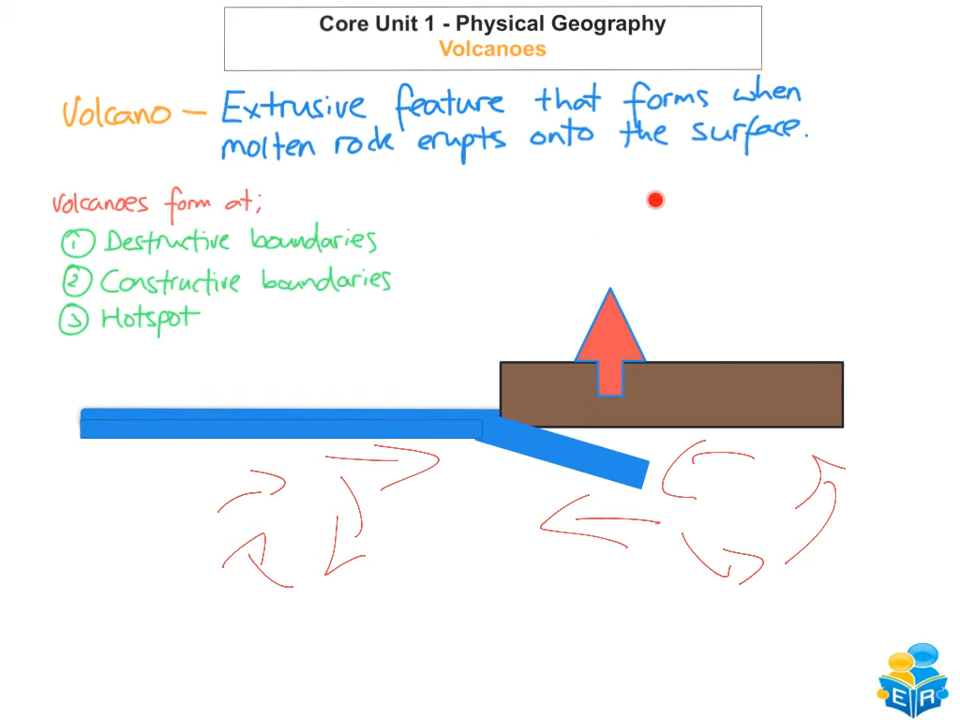 Core Unit 1 - Physical Geography
Volcanoes
Volcano – Extrusive feature that forms when
molten rock erupts onto the surface.
Volcanoes form at;
① Destructive boundaries
② Constructive boundaries
③ Hotspot
E R